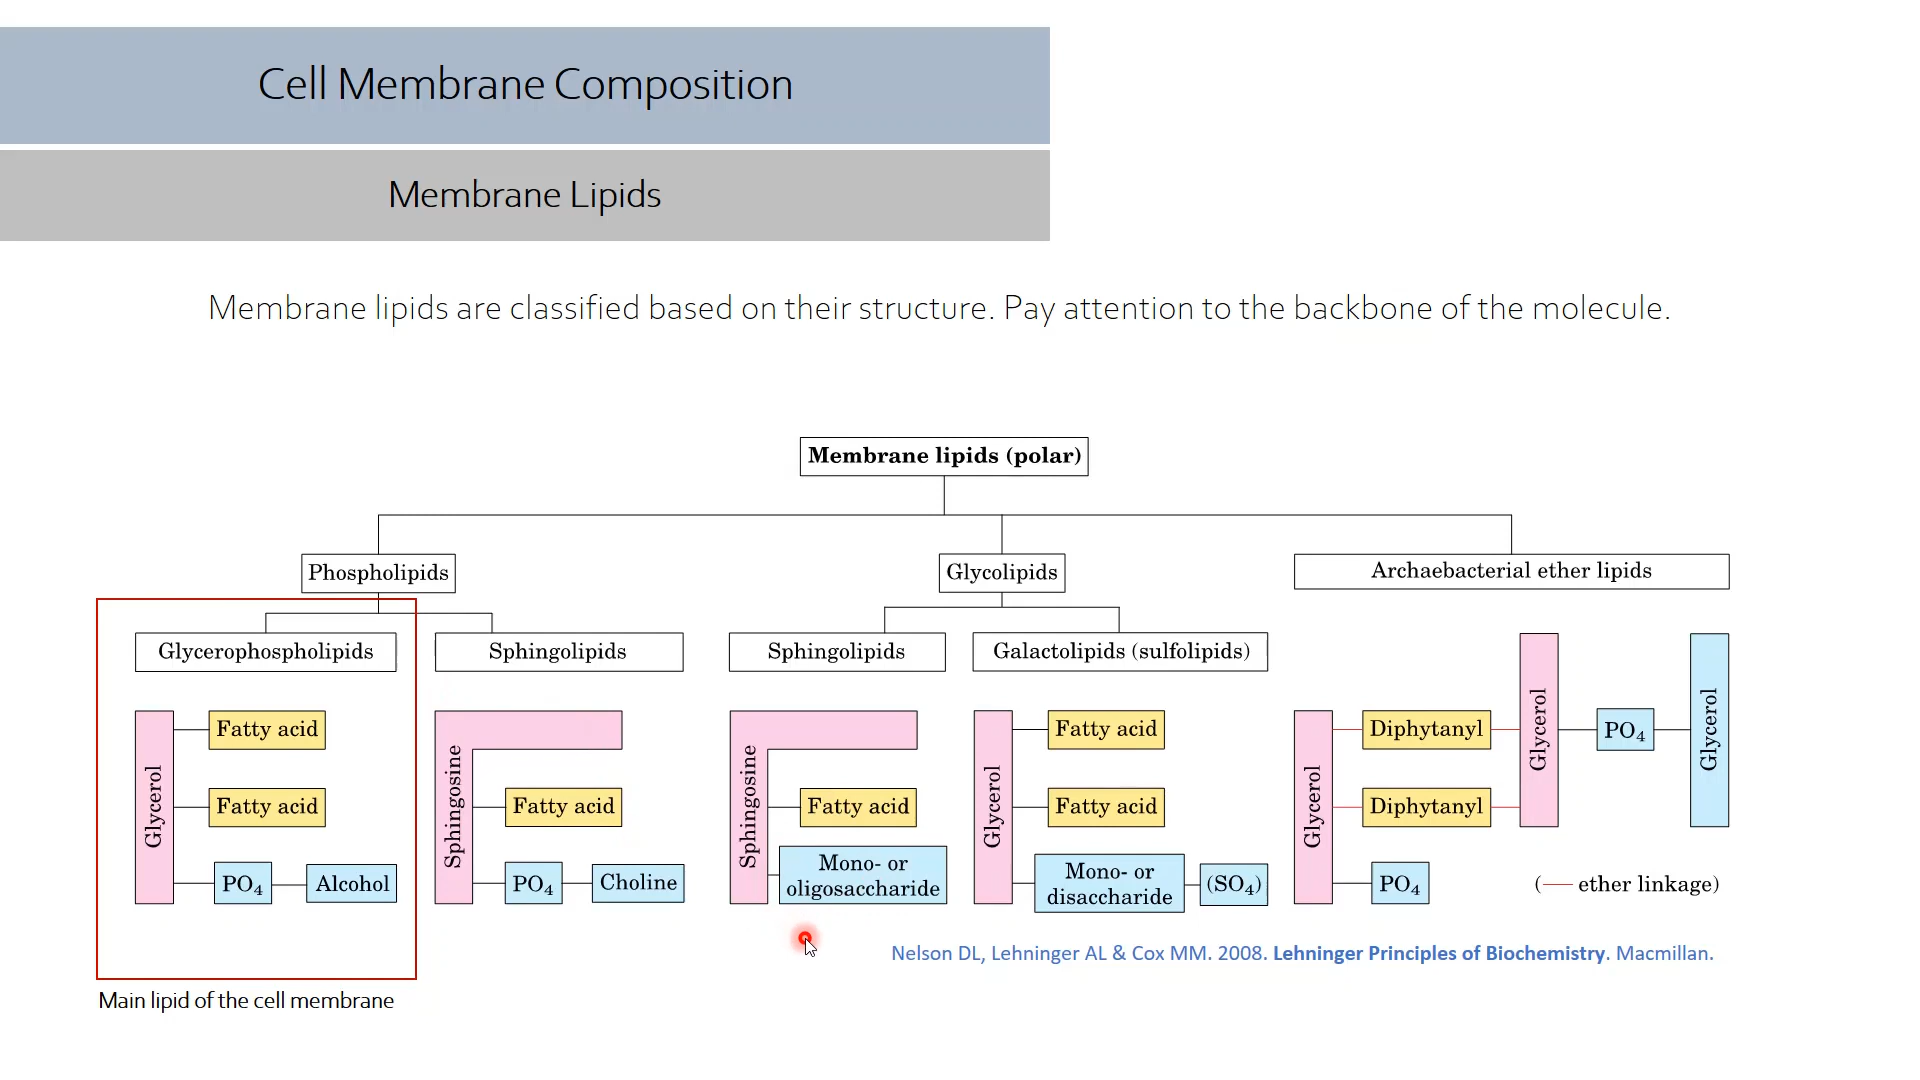 Cell Membrane Composition
Membrane Lipids
Membrane lipids are classified based on their structure. Pay attention to the backbone of the molecule.
Membrane lipids (polar)
Phospholipids
Glycolipids
Archaebacterial ether lipids
Glycerophospholipids
Sphingolipids
Sphingolipids
Galactolipids (sulfolipids)
Glycerol
Fatty acid
Fatty acid
PO₄
Alcohol
Sphingosine
Fatty acid
PO₄
Choline
Sphingosine
Fatty acid
Mono- or
oligosaccharide
Glycerol
Fatty acid
Fatty acid
Mono- or
disaccharide
(SO₄)
Glycerol
Diphytanyl
Diphytanyl
PO₄
Glycerol
PO₄
Glycerol
(— ether linkage)
Nelson DL, Lehninger AL & Cox MM. 2008. Lehninger Principles of Biochemistry. Macmillan.
Main lipid of the cell membrane